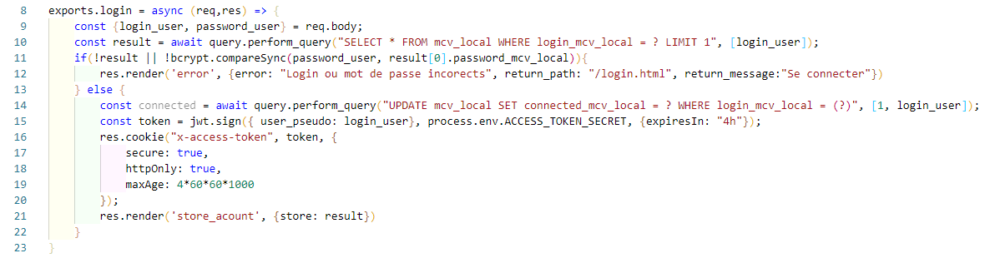 8 exports.login = async (req,res) => {
9 const {login_user, password_user} = req.body;
10 const result = await query.perform_query("SELECT * FROM mcv_local WHERE login_mcv_local = ? LIMIT 1", [login_user]);
11 if(!result || !bcrypt.compareSync(password_user, result[0].password_mcv_local)){
12 res.render('error', {error: "Login ou mot de passe incorects", return_path: "/login.html", return_message:"Se connecter"})
13 } else {
14 const connected = await query.perform_query("UPDATE mcv_local SET connected_mcv_local = ? WHERE login_mcv_local = (?)", [1, login_user]);
15 const token = jwt.sign({ user_pseudo: login_user}, process.env.ACCESS_TOKEN_SECRET, {expiresIn: "4h"});
16 res.cookie("x-access-token", token, {
17 secure: true,
18 httpOnly: true,
19 maxAge: 4*60*60*1000
20 });
21 res.render('store_acount', {store: result})
22 }
23 }